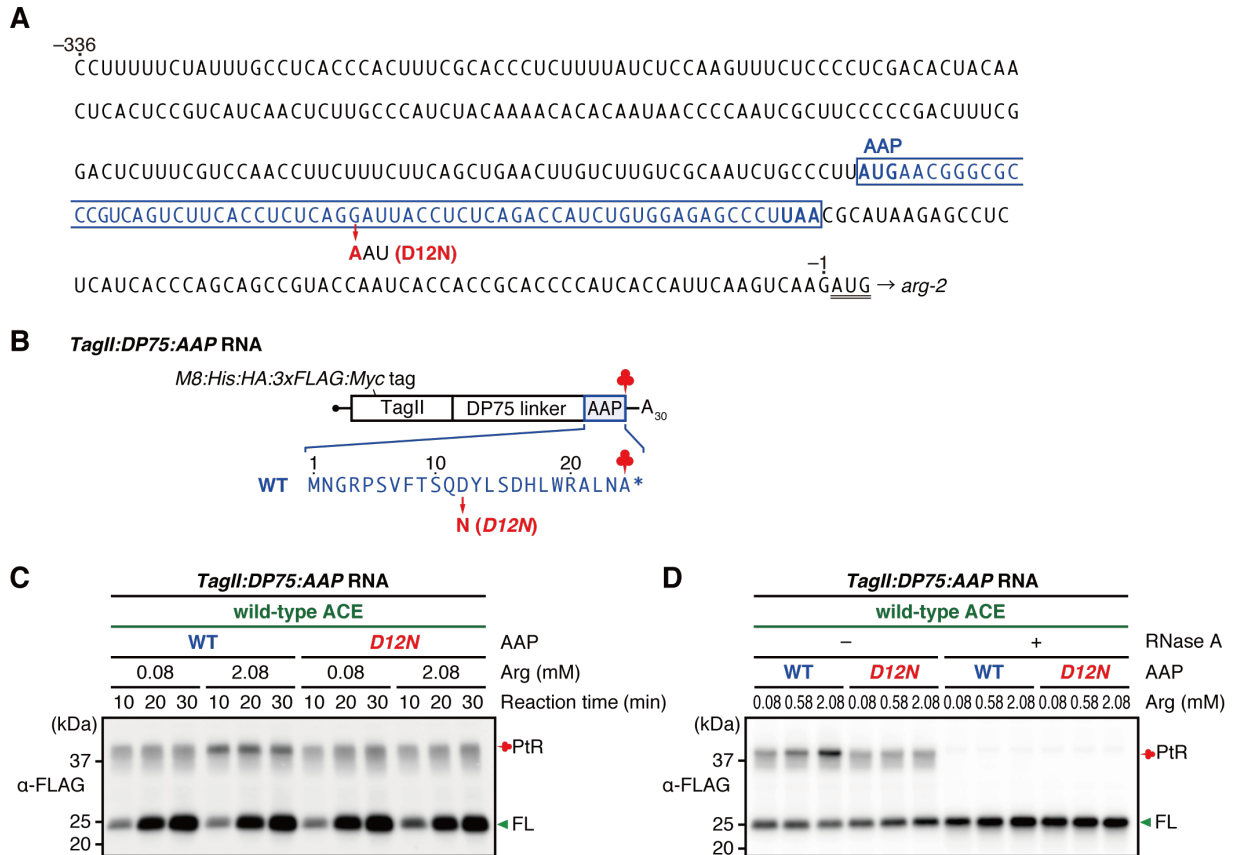 A
−336
CCUUUUUCUAUUUGCCUCACCCACUUUCGCACCCUCUUUUAUCUCCAAGUUUCUCCCCUCGACACUACAA
CUCACUCCGUCAUCAACUCUUGCCCAUCUACAAAACACACAAUAACCCCAAUCGCUUCCCCCGACUUUCG
AAP
GACUCUUUCGUCCAACCUUCUUUCUUCAGCUGAACUUGUCUUGUCGCAAUCUGCCCUUAUGAACGGGCGC
CCGUCAGUCUUCACCUCUCAGGAUUACCUCUCAGACCAUCUGUGGAGAGCCCUUUAACGCAUAAGAGCCUC
AAU (D12N)
−1
UCAUCACCCAGCAGCCGUACCAAUCACCACCGCACCCCAUCACCAUUCAAGUCAAGAUG → arg-2
B TagII:DP75:AAP RNA
M8:His:HA:3xFLAG:Myc tag
TagII DP75 linker AAP A30
1 10 20
WT MNGRPSVFTSQDYLSDHLWRALNA*
N (D12N)
C
TagII:DP75:AAP RNA
wild-type ACE
WT D12N AAP
0.08 2.08 0.08 2.08 Arg (mM)
10 20 30 10 20 30 10 20 30 10 20 30 Reaction time (min)
(kDa)
PtR
37
α-FLAG
25 FL
20
D
TagII:DP75:AAP RNA
wild-type ACE
− + RNase A
WT D12N WT D12N AAP
0.08 0.58 2.08 0.08 0.58 2.08 0.08 0.58 2.08 0.08 0.58 2.08 Arg (mM)
(kDa)
PtR
37
α-FLAG
25 FL
20